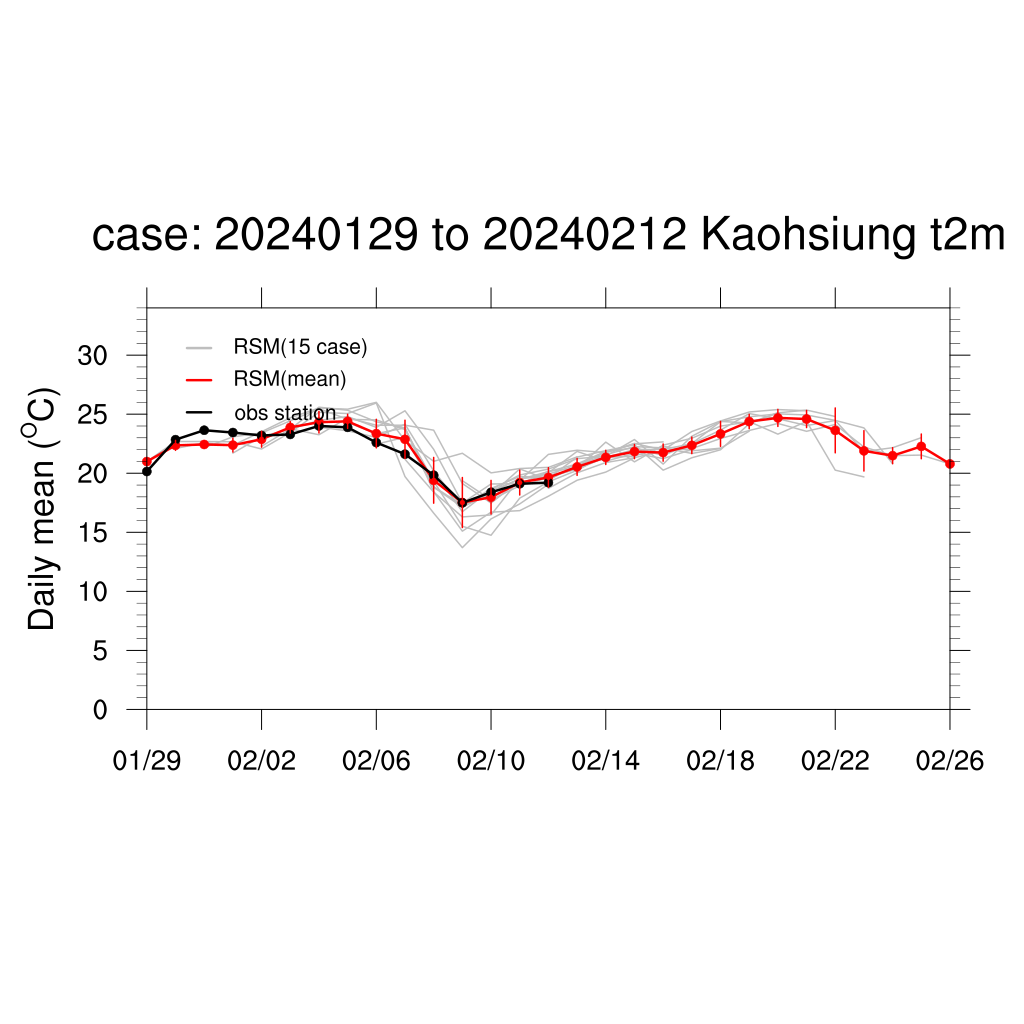 case: 20240129 to 20240212 Kaohsiung t2m
RSM(15 case)
RSM(mean)
obs station
Daily mean (OC)
30
25
20
15
10
5
0
01/29 02/02 02/06 02/10 02/14 02/18 02/22 02/26